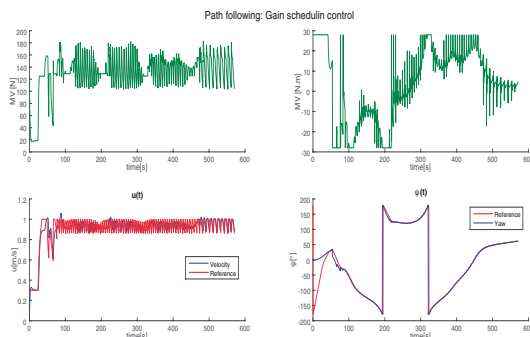 Path following: Gain schedulin control
MV [N]
200
180
160
140
120
100
80
60
40
20
0
0 100 200 300 400 500 600
time[s]
MV [N.m]
30
20
10
0
-10
-20
-30
0 100 200 300 400 500 600
time[s]
u(t)
u[m/s]
1.2
1
0.8
0.6
0.4
0.2
0
Velocity
Reference
0 100 200 300 400 500 600
time[s]
ψ(t)
ψ[°]
200
150
100
50
0
-50
-100
-150
-200
Reference
Yaw
0 100 200 300 400 500 600
time[s]